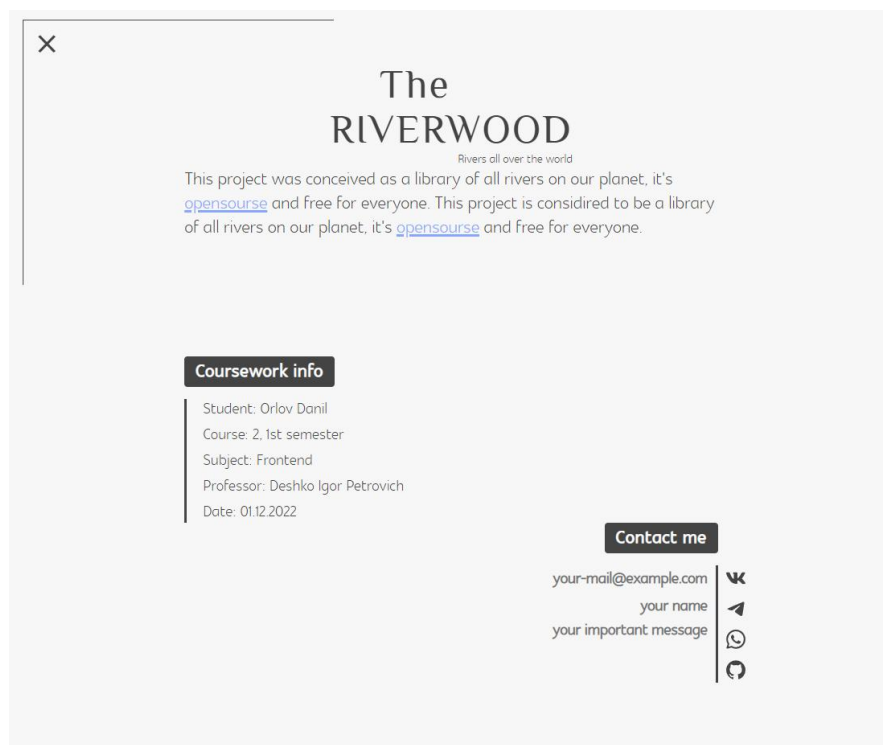 The
RIVERWOOD
Rivers all over the world
This project was conceived as a library of all rivers on our planet, it's
opensourse and free for everyone. This project is considired to be a library
of all rivers on our planet, it's opensourse and free for everyone.
Coursework info
Student: Orlov Danil
Course: 2, 1st semester
Subject: Frontend
Professor: Deshko Igor Petrovich
Date: 01.12.2022
Contact me
your-mail@example.com
your name
your important message